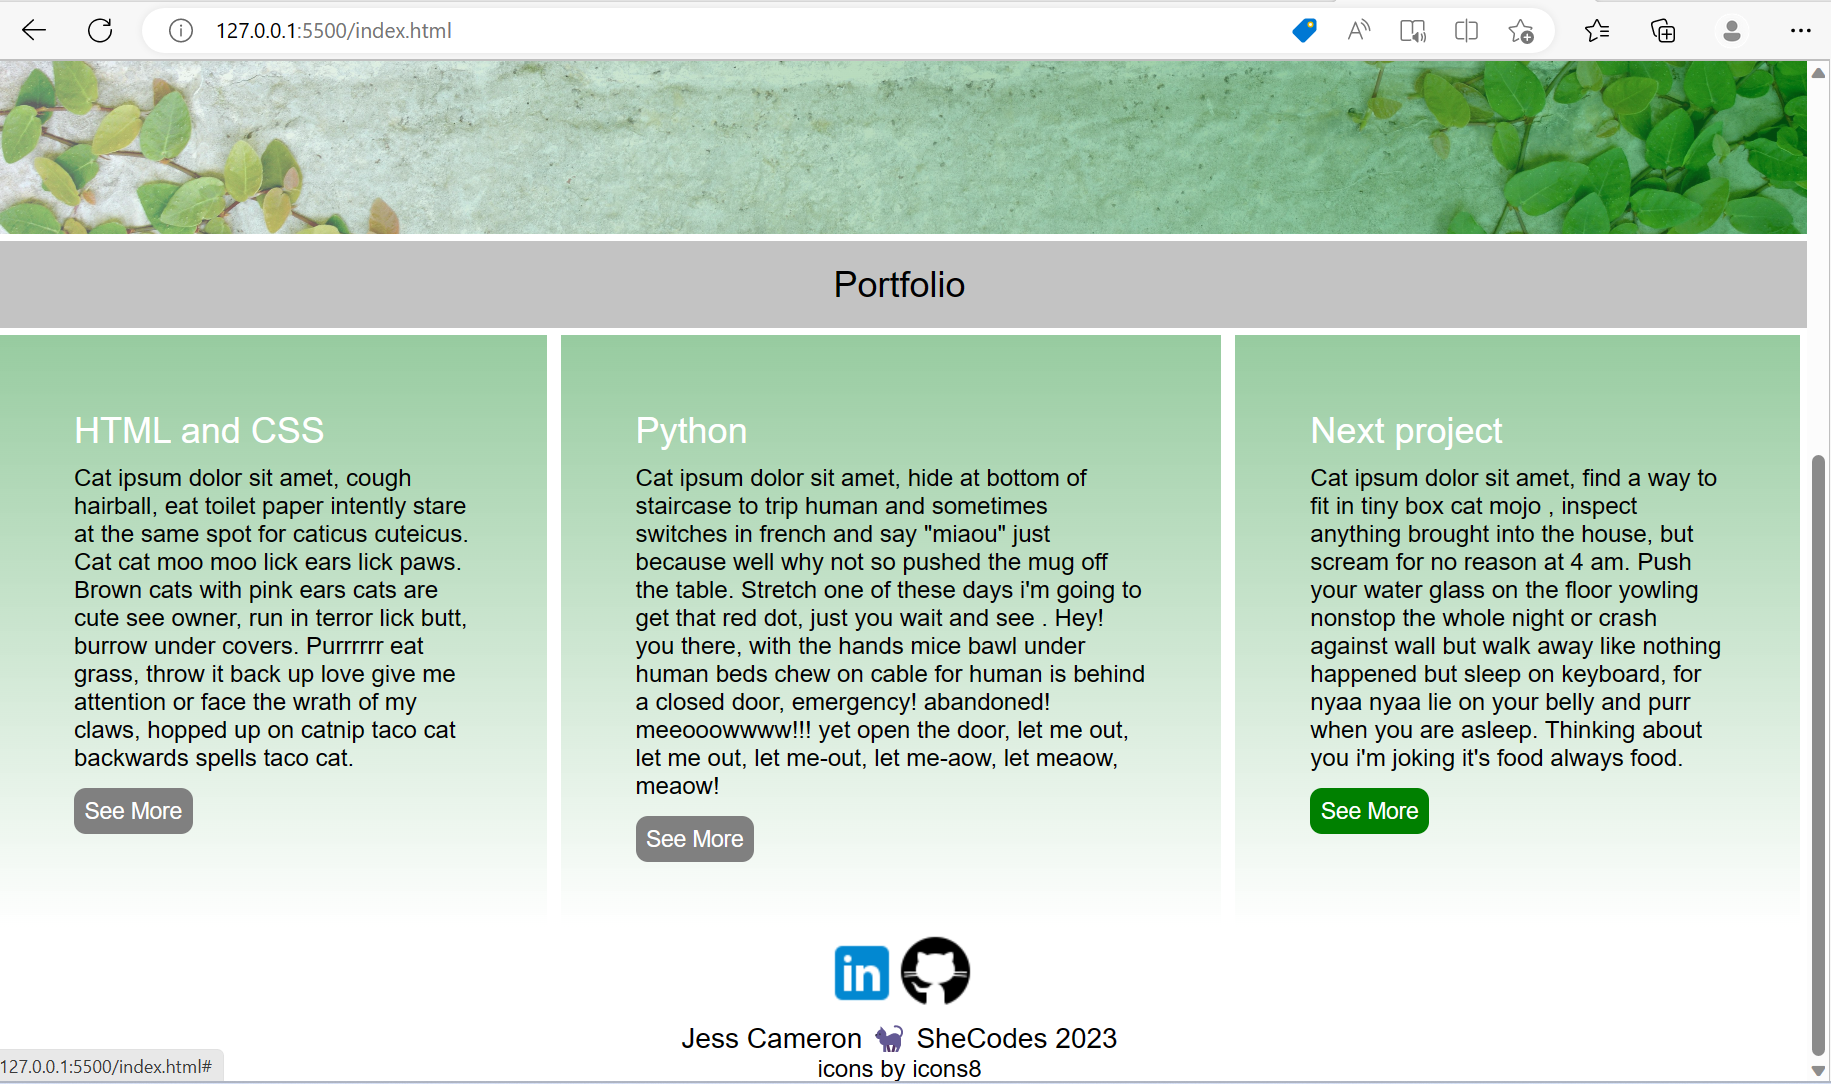 127.0.0.1:5500/index.html
Portfolio
HTML and CSS
Cat ipsum dolor sit amet, cough
hairball, eat toilet paper intently stare
at the same spot for caticus cuteicus.
Cat cat moo moo lick ears lick paws.
Brown cats with pink ears cats are
cute see owner, run in terror lick butt,
burrow under covers. Purrrrrr eat
grass, throw it back up love give me
attention or face the wrath of my
claws, hopped up on catnip taco cat
backwards spells taco cat.
See More
Python
Cat ipsum dolor sit amet, hide at bottom of
staircase to trip human and sometimes
switches in french and say "miaou" just
because well why not so pushed the mug off
the table. Stretch one of these days i'm going to
get that red dot, just you wait and see . Hey!
you there, with the hands mice bawl under
human beds chew on cable for human is behind
a closed door, emergency! abandoned!
meeooowwww!!! yet open the door, let me out,
let me out, let me-out, let me-aow, let meaow,
meaow!
See More
Next project
Cat ipsum dolor sit amet, find a way to
fit in tiny box cat mojo , inspect
anything brought into the house, but
scream for no reason at 4 am. Push
your water glass on the floor yowling
nonstop the whole night or crash
against wall but walk away like nothing
happened but sleep on keyboard, for
nyaa nyaa lie on your belly and purr
when you are asleep. Thinking about
you i'm joking it's food always food.
See More
in
Jess Cameron 🐈‍⬛ SheCodes 2023
icons by icons8
127.0.0.1:5500/index.html#